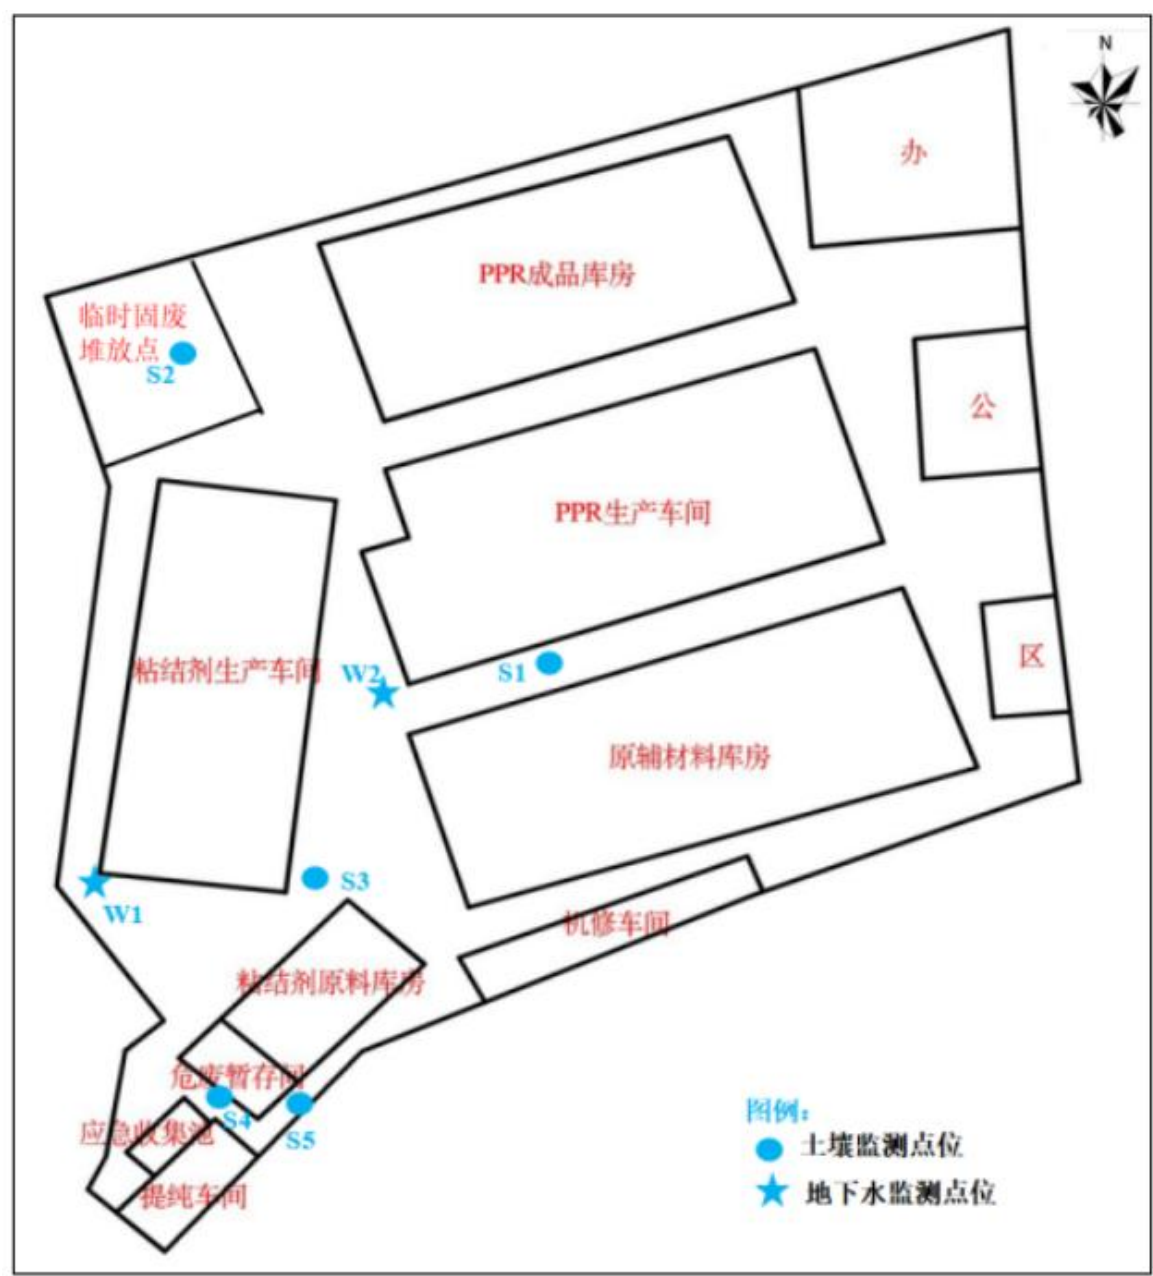 N
办
PPR成品库房
临时固废
堆放点
S2
公
PPR生产车间
区
粘结剂生产车间
W2
S1
原辅材料库房
S3
W1
机修车间
粘结剂原料库房
危废暂存间
S4
应急收集池
S5
提纯车间
图例:
土壤监测点位
地下水监测点位